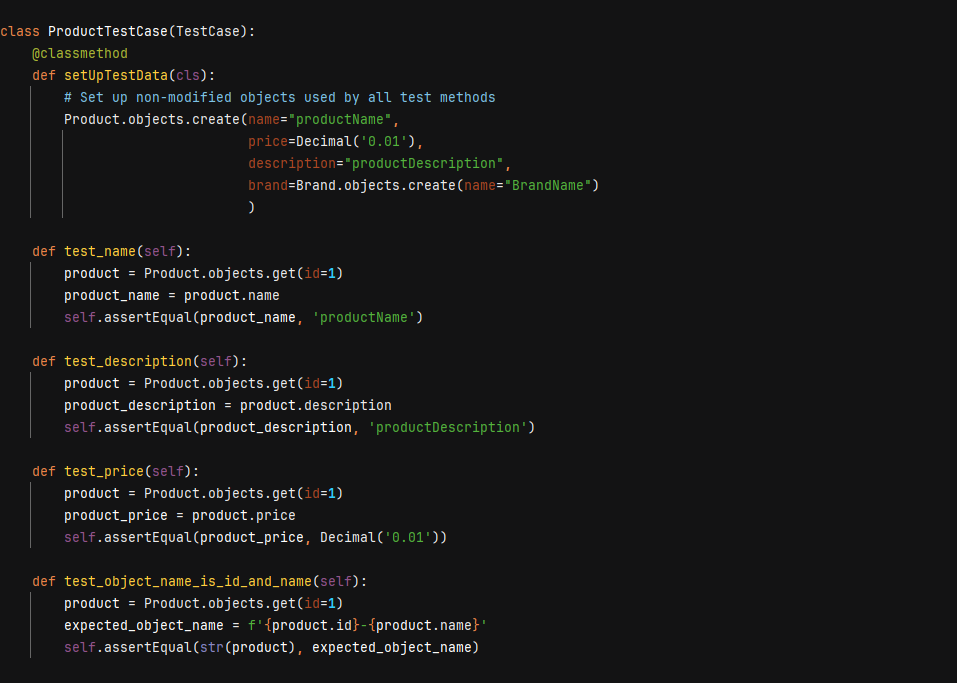 class ProductTestCase(TestCase):
    @classmethod
    def setUpTestData(cls):
        # Set up non-modified objects used by all test methods
        Product.objects.create(name="productName",
                               price=Decimal('0.01'),
                               description="productDescription",
                               brand=Brand.objects.create(name="BrandName")
                               )

    def test_name(self):
        product = Product.objects.get(id=1)
        product_name = product.name
        self.assertEqual(product_name, 'productName')

    def test_description(self):
        product = Product.objects.get(id=1)
        product_description = product.description
        self.assertEqual(product_description, 'productDescription')

    def test_price(self):
        product = Product.objects.get(id=1)
        product_price = product.price
        self.assertEqual(product_price, Decimal('0.01'))

    def test_object_name_is_id_and_name(self):
        product = Product.objects.get(id=1)
        expected_object_name = f'{product.id}-{product.name}'
        self.assertEqual(str(product), expected_object_name)